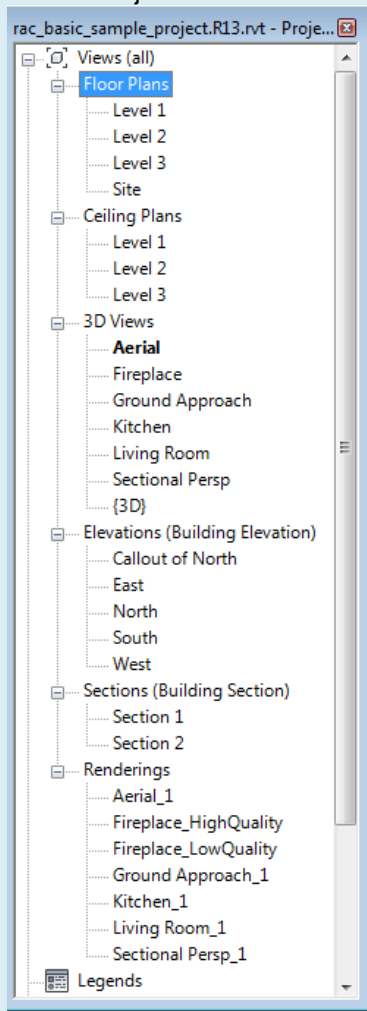 rac_basic_sample_project.R13.rvt - Proje...
Views (all)
Floor Plans
Level 1
Level 2
Level 3
Site
Ceiling Plans
Level 1
Level 2
Level 3
3D Views
Aerial
Fireplace
Ground Approach
Kitchen
Living Room
Sectional Persp
{3D}
Elevations (Building Elevation)
Callout of North
East
North
South
West
Sections (Building Section)
Section 1
Section 2
Renderings
Aerial_1
Fireplace_HighQuality
Fireplace_LowQuality
Ground Approach_1
Kitchen_1
Living Room_1
Sectional Persp_1
Legends